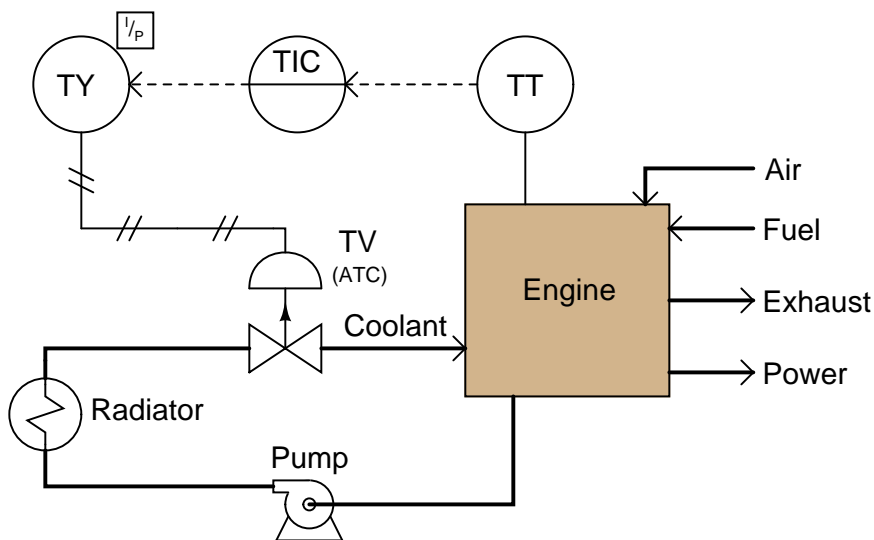 I/P
TY
TIC
TT
Air
Fuel
TV
(ATC)
Engine
Exhaust
Coolant
Power
Radiator
Pump